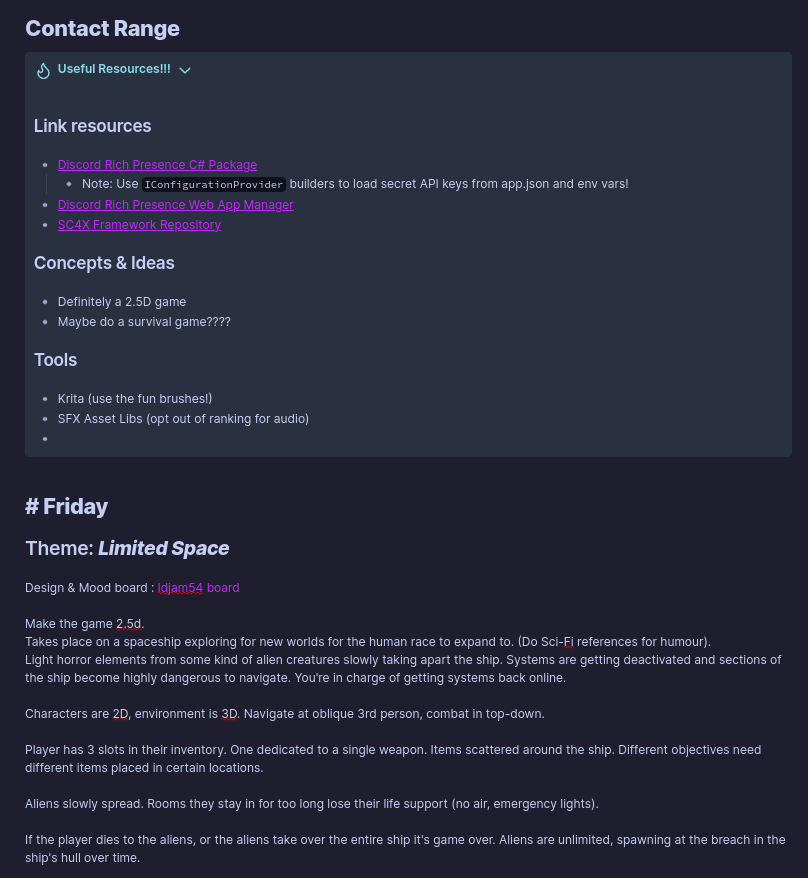 Contact Range
Useful Resources!!!
Link resources
Discord Rich Presence C# Package
Note: Use IConfigurationProvider builders to load secret API keys from app.json and env vars!
Discord Rich Presence Web App Manager
SC4X Framework Repository
Concepts & Ideas
Definitely a 2.5D game
Maybe do a survival game????
Tools
Krita (use the fun brushes!)
SFX Asset Libs (opt out of ranking for audio)
# Friday
Theme: Limited Space
Design & Mood board : ldjam54 board
Make the game 2.5d.
Takes place on a spaceship exploring for new worlds for the human race to expand to. (Do Sci-Fi references for humour).
Light horror elements from some kind of alien creatures slowly taking apart the ship. Systems are getting deactivated and sections of
the ship become highly dangerous to navigate. You're in charge of getting systems back online.
Characters are 2D, environment is 3D. Navigate at oblique 3rd person, combat in top-down.
Player has 3 slots in their inventory. One dedicated to a single weapon. Items scattered around the ship. Different objectives need
different items placed in certain locations.
Aliens slowly spread. Rooms they stay in for too long lose their life support (no air, emergency lights).
If the player dies to the aliens, or the aliens take over the entire ship it's game over. Aliens are unlimited, spawning at the breach in the
ship's hull over time.